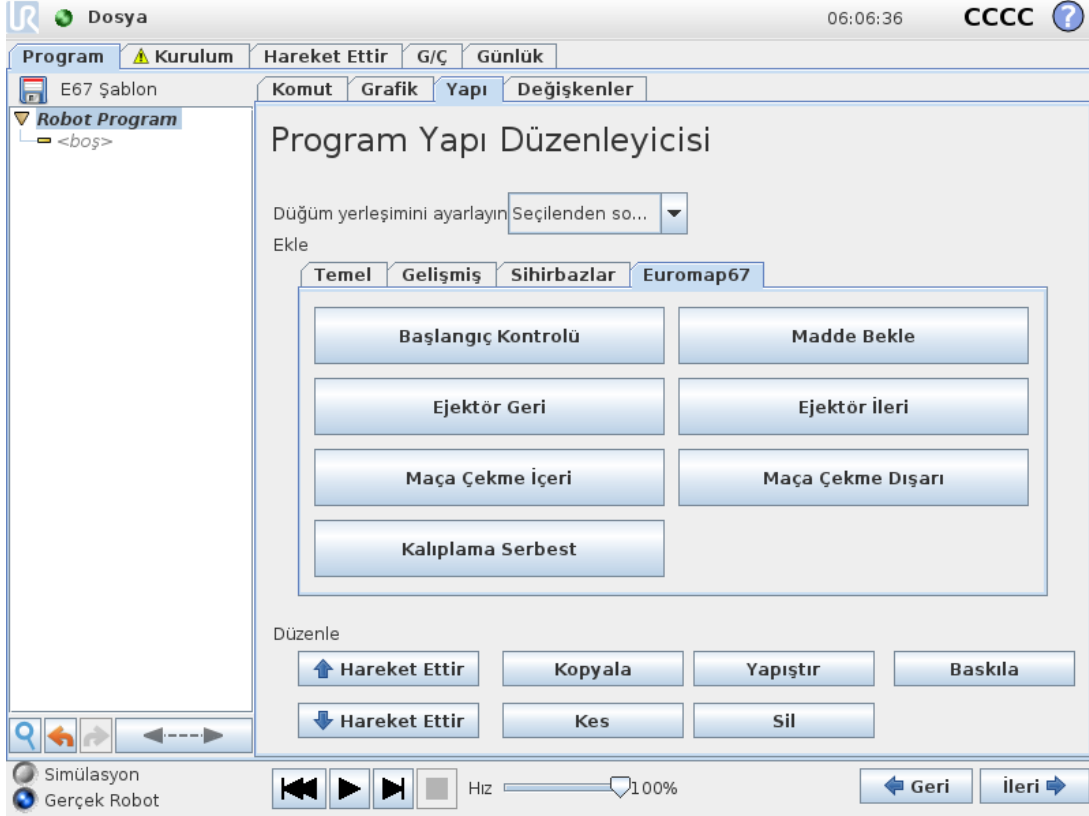 UR Dosya 06:06:36 CCCC ?
Program Kurulum Hareket Ettir G/Ç Günlük
E67 Şablon Komut Grafik Yapı Değişkenler
Robot Program
<boş>
Program Yapı Düzenleyicisi
Düğüm yerleşimini ayarlayın Seçilenden so...
Ekle
Temel Gelişmiş Sihirbazlar Euromap67
Başlangıç Kontrolü Madde Bekle
Ejektör Geri Ejektör İleri
Maça Çekme İçeri Maça Çekme Dışarı
Kalıplama Serbest
Düzenle
Hareket Ettir Kopyala Yapıştır Baskıla
Hareket Ettir Kes Sil
Simülasyon
Gerçek Robot
Hız 100% Geri İleri